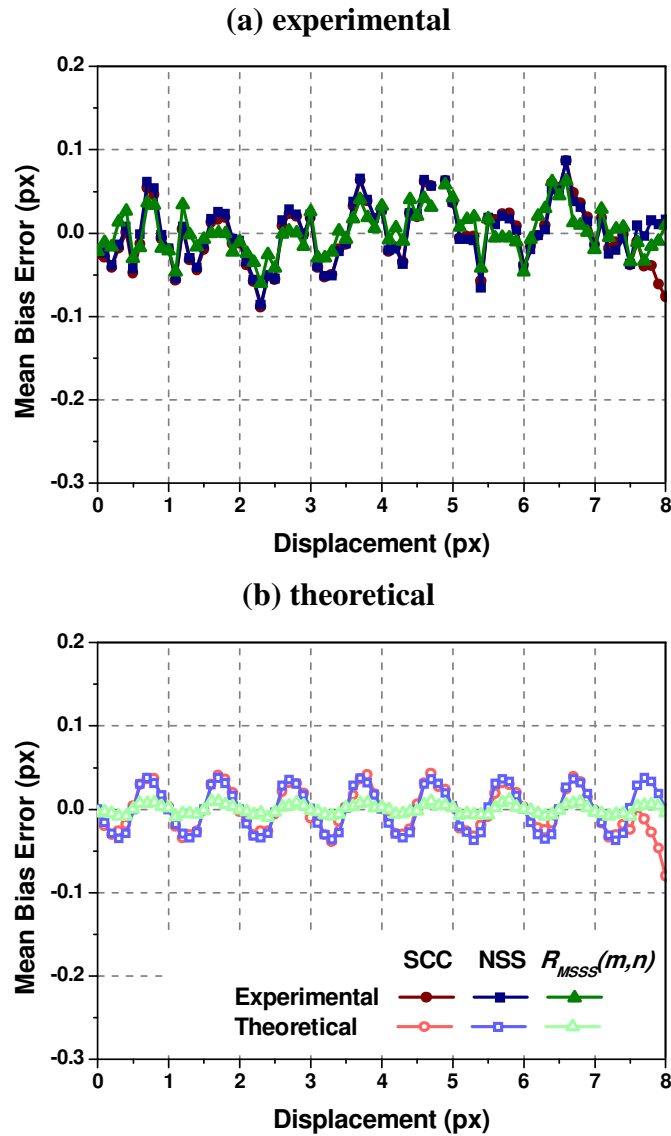 (a) experimental
0.2
0.1
0.0
-0.1
-0.2
-0.3
Mean Bias Error (px)
0 1 2 3 4 5 6 7 8
Displacement (px)
(b) theoretical
0.2
0.1
0.0
-0.1
-0.2
-0.3
Mean Bias Error (px)
SCC NSS R_MSSS(m,n)
Experimental
Theoretical
0 1 2 3 4 5 6 7 8
Displacement (px)